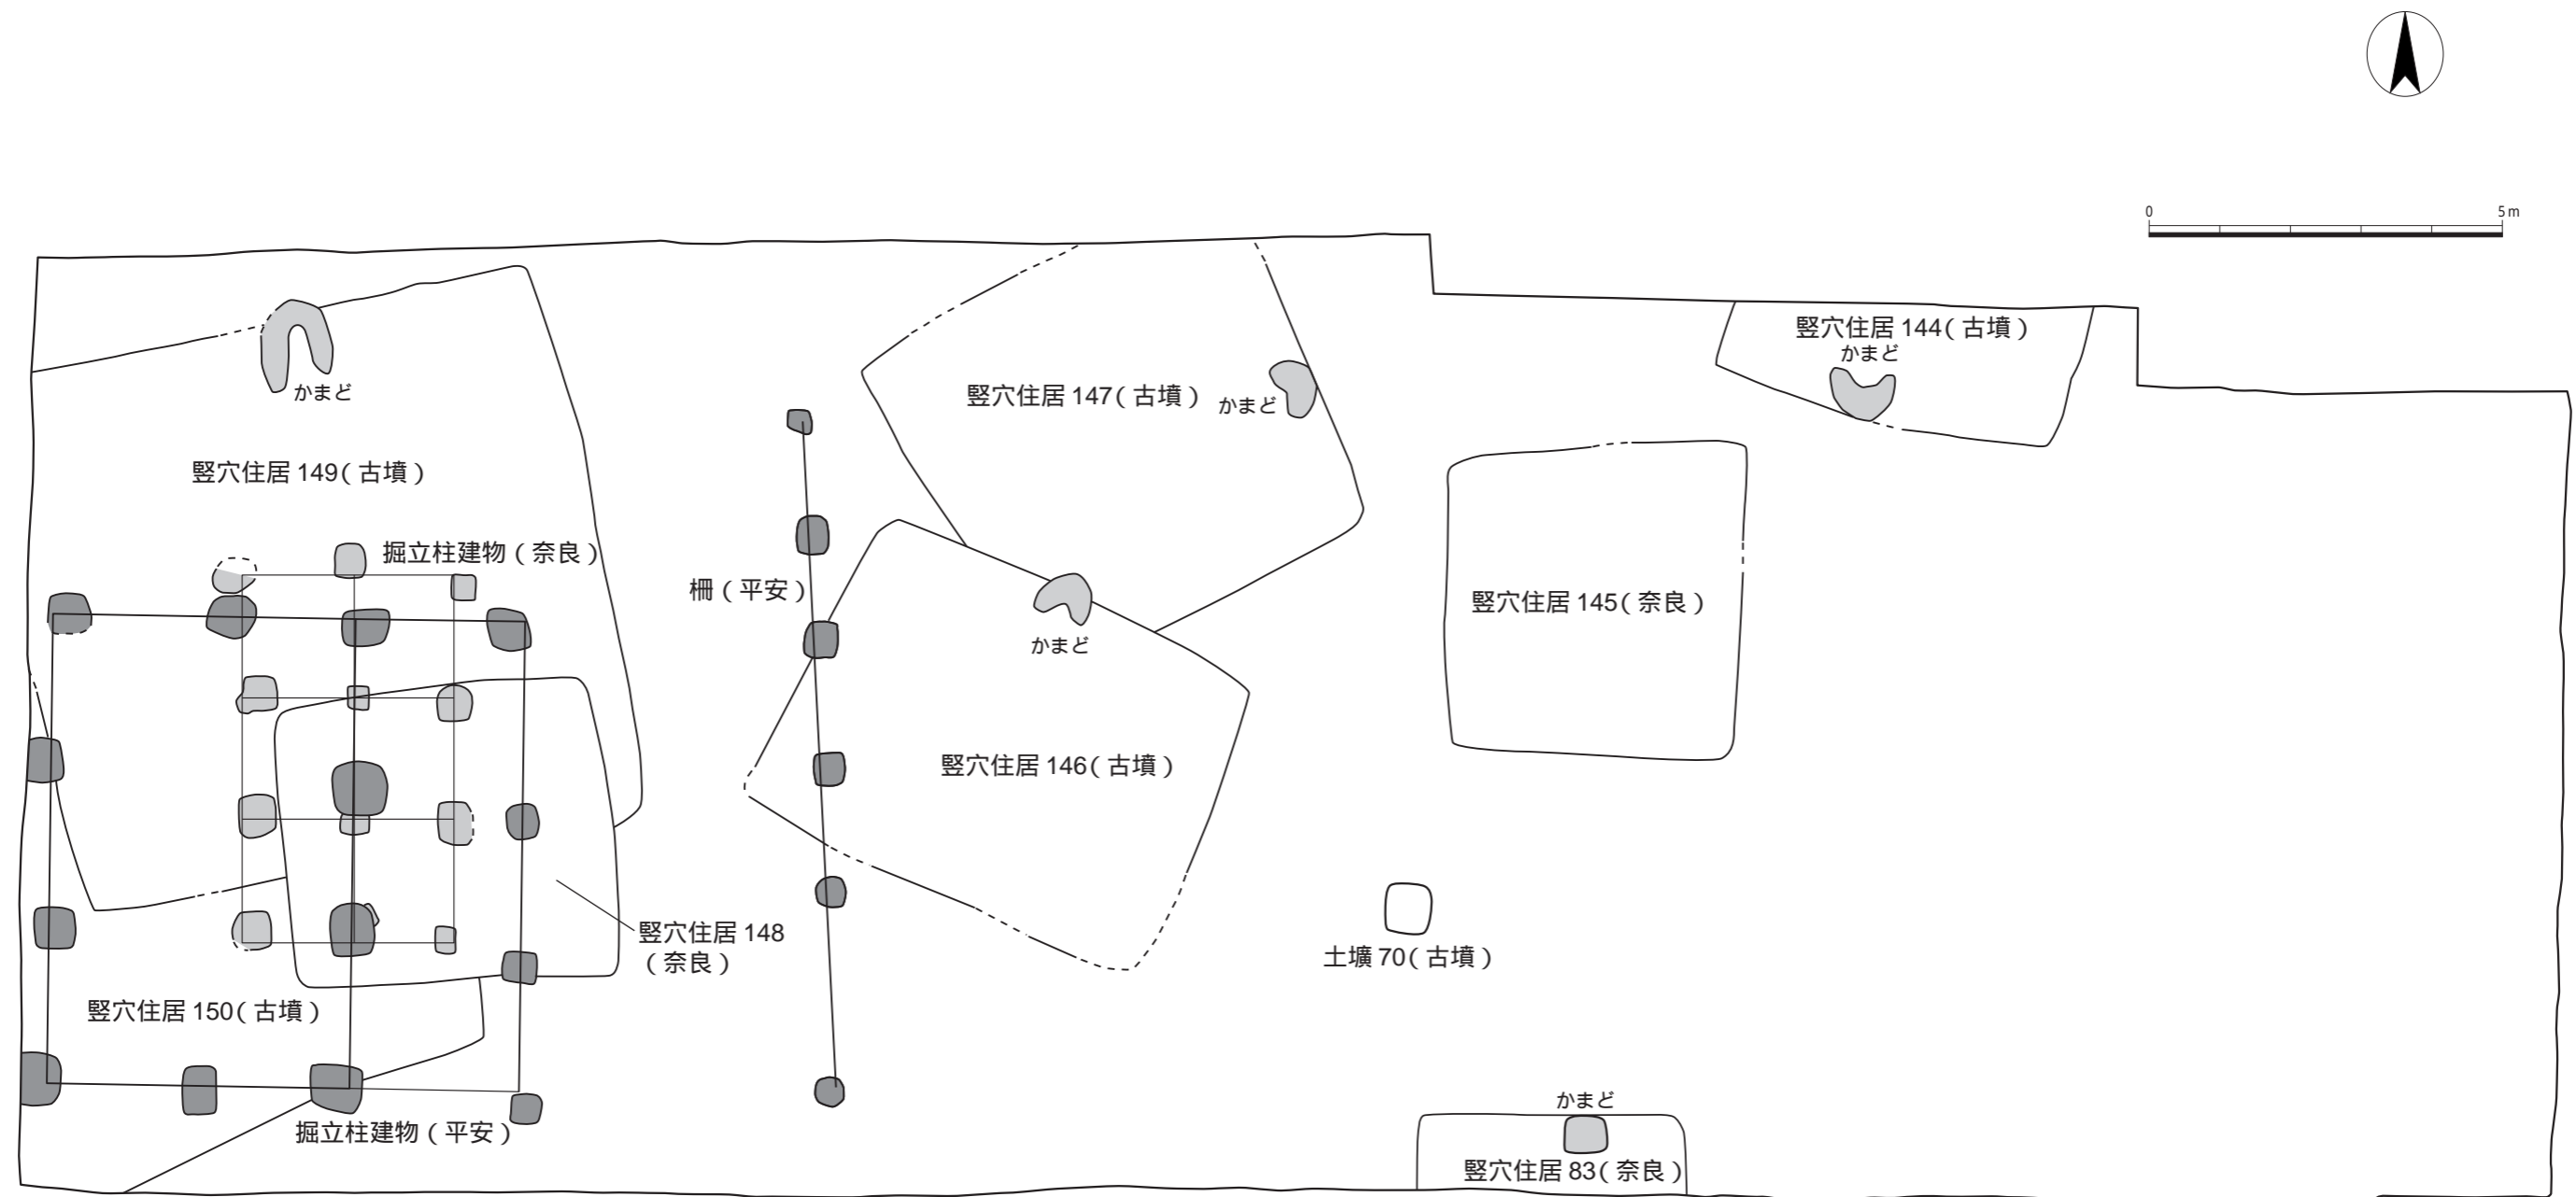 0
5m
竪穴住居 144(古墳)
かまど
竪穴住居 147(古墳)
かまど
かまど
竪穴住居 149(古墳)
掘立柱建物(奈良)
柵(平安)
竪穴住居 145(奈良)
かまど
竪穴住居 146(古墳)
竪穴住居 148
(奈良)
土壙 70(古墳)
竪穴住居 150(古墳)
かまど
掘立柱建物(平安)
竪穴住居 83(奈良)